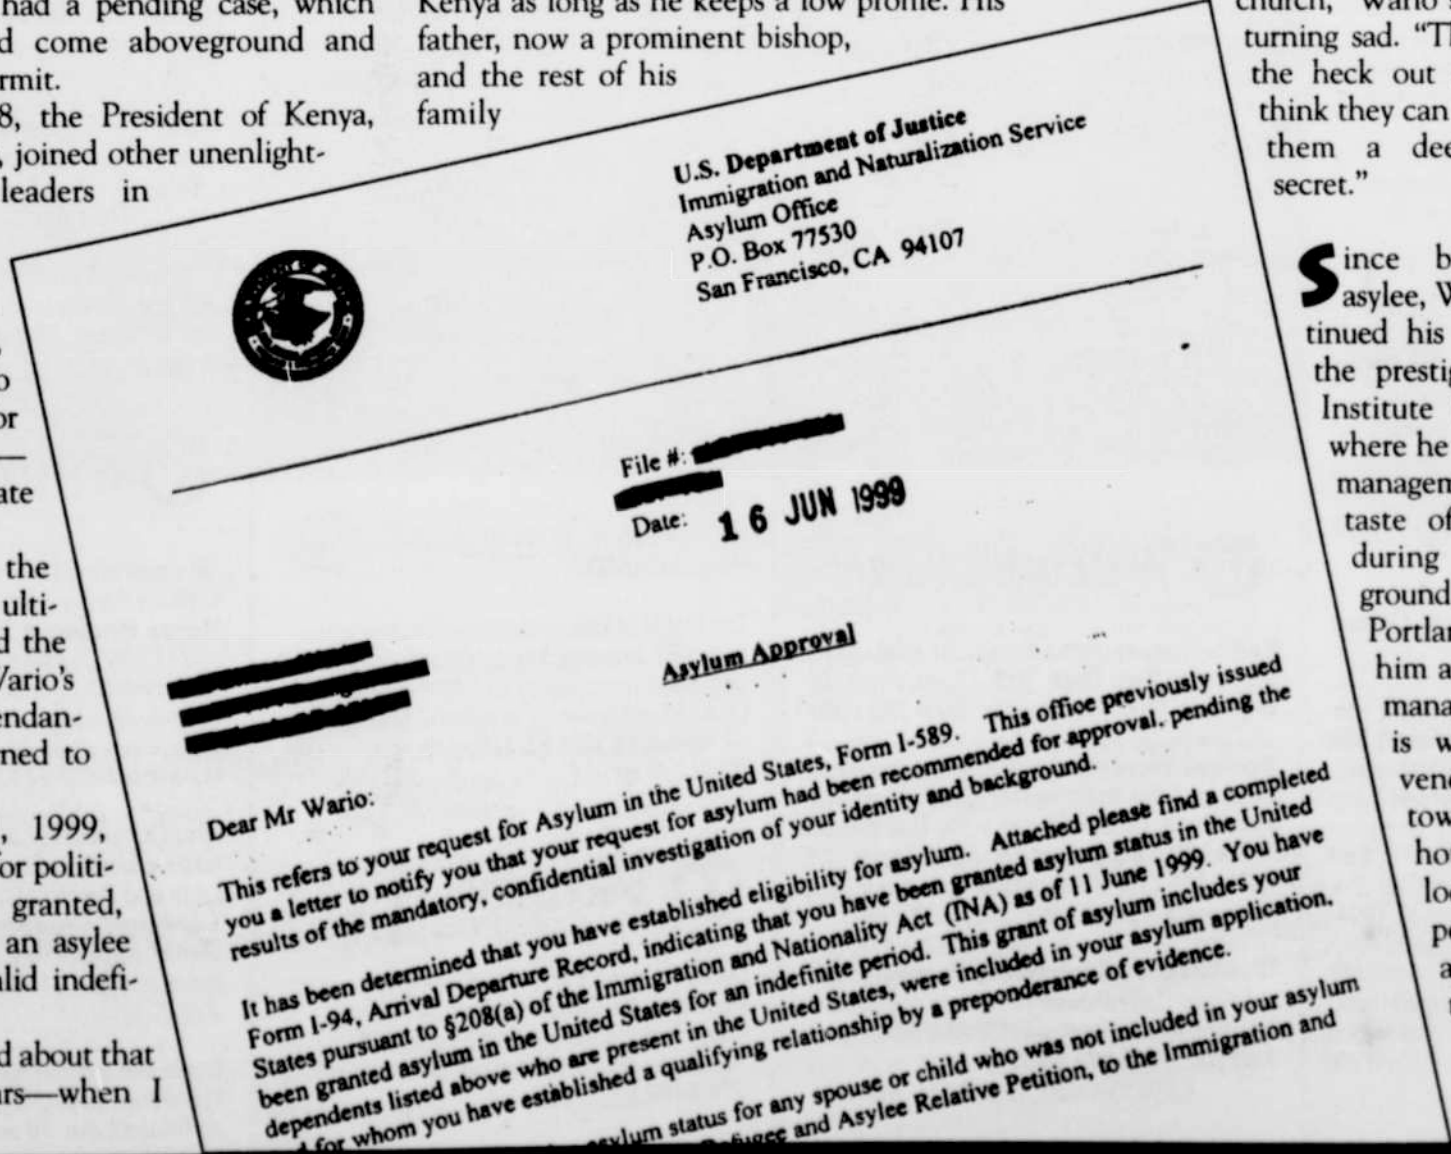 had a pending case, which
d come aboveground and
rmit.
8, the President of Kenya,
, joined other unenlight-
leaders in
o
or
—
ate
the
ulti-
d the
Wario's
endan-
ned to
, 1999,
or politi-
granted,
an asylee
alid indefi-
d about that
urs—when I
Kenya as long as he keeps a low profile. His
father, now a prominent bishop,
and the rest of his
family
U.S. Department of Justice
Immigration and Naturalization Service
Asylum Office
P.O. Box 77530
San Francisco, CA 94107
File #:
Date: 16 JUN 1999
Asylum Approval
Dear Mr Wario:
This refers to your request for Asylum in the United States, Form I-589. This office previously issued
you a letter to notify you that your request for asylum had been recommended for approval, pending the
results of the mandatory, confidential investigation of your identity and background.
It has been determined that you have established eligibility for asylum. Attached please find a completed
Form I-94, Arrival Departure Record, indicating that you have been granted asylum status in the United
States pursuant to §208(a) of the Immigration and Nationality Act (INA) as of 11 June 1999. You have
been granted asylum in the United States for an indefinite period. This grant of asylum includes your
dependents listed above who are present in the United States, were included in your asylum application,
for whom you have established a qualifying relationship by a preponderance of evidence.
asylum status for any spouse or child who was not included in your asylum
Refugee and Asylee Relative Petition, to the Immigration and
church, Wario
turning sad. "Th
the heck out
think they can
them a dee
secret."
Since b
asylee, W
tinued his
the prestig
Institute
where he
managem
taste of
during
ground
Portlan
him a
mana
is w
venc
tow
ho
lo
pe
a